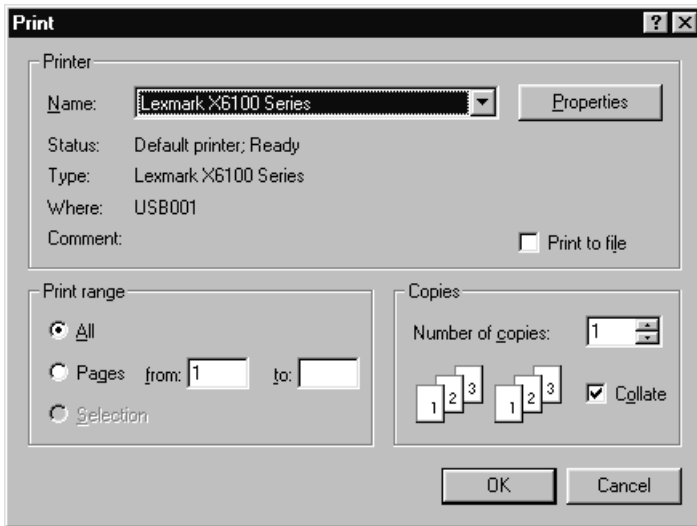 Print
Printer
Name: Lexmark X6100 Series Properties
Status: Default printer; Ready
Type: Lexmark X6100 Series
Where: USB001
Comment: Print to file
Print range
All
Pages from: 1 to:
Selection
Copies
Number of copies: 1
1 2 3 1 2 3 Collate
OK Cancel